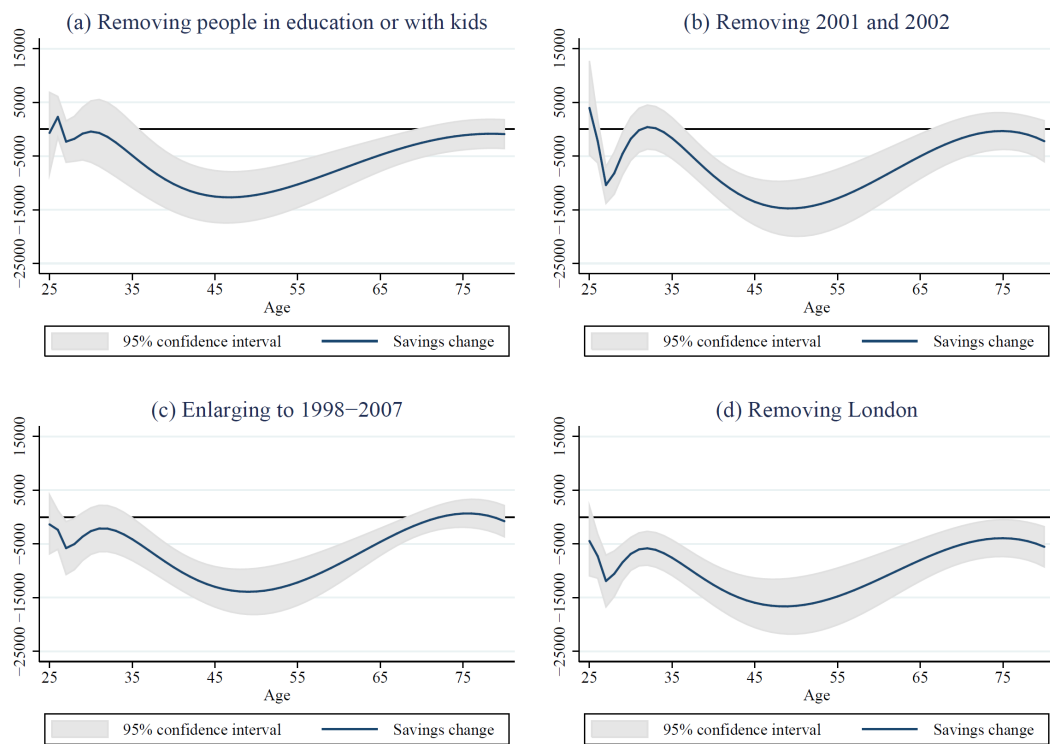 (a) Removing people in education or with kids
15000
5000
−5000
−15000
−25000
25 35 45 55 65 75
Age
95% confidence interval Savings change
(b) Removing 2001 and 2002
15000
5000
−5000
−15000
−25000
25 35 45 55 65 75
Age
95% confidence interval Savings change
(c) Enlarging to 1998−2007
15000
5000
−5000
−15000
−25000
25 35 45 55 65 75
Age
95% confidence interval Savings change
(d) Removing London
15000
5000
−5000
−15000
−25000
25 35 45 55 65 75
Age
95% confidence interval Savings change